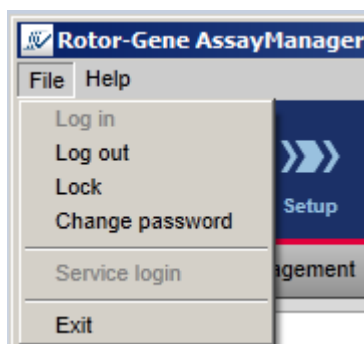 Rotor-Gene AssayManager
File Help
Log in
Log out
Lock
Change password
Setup
Service login
agement
Exit